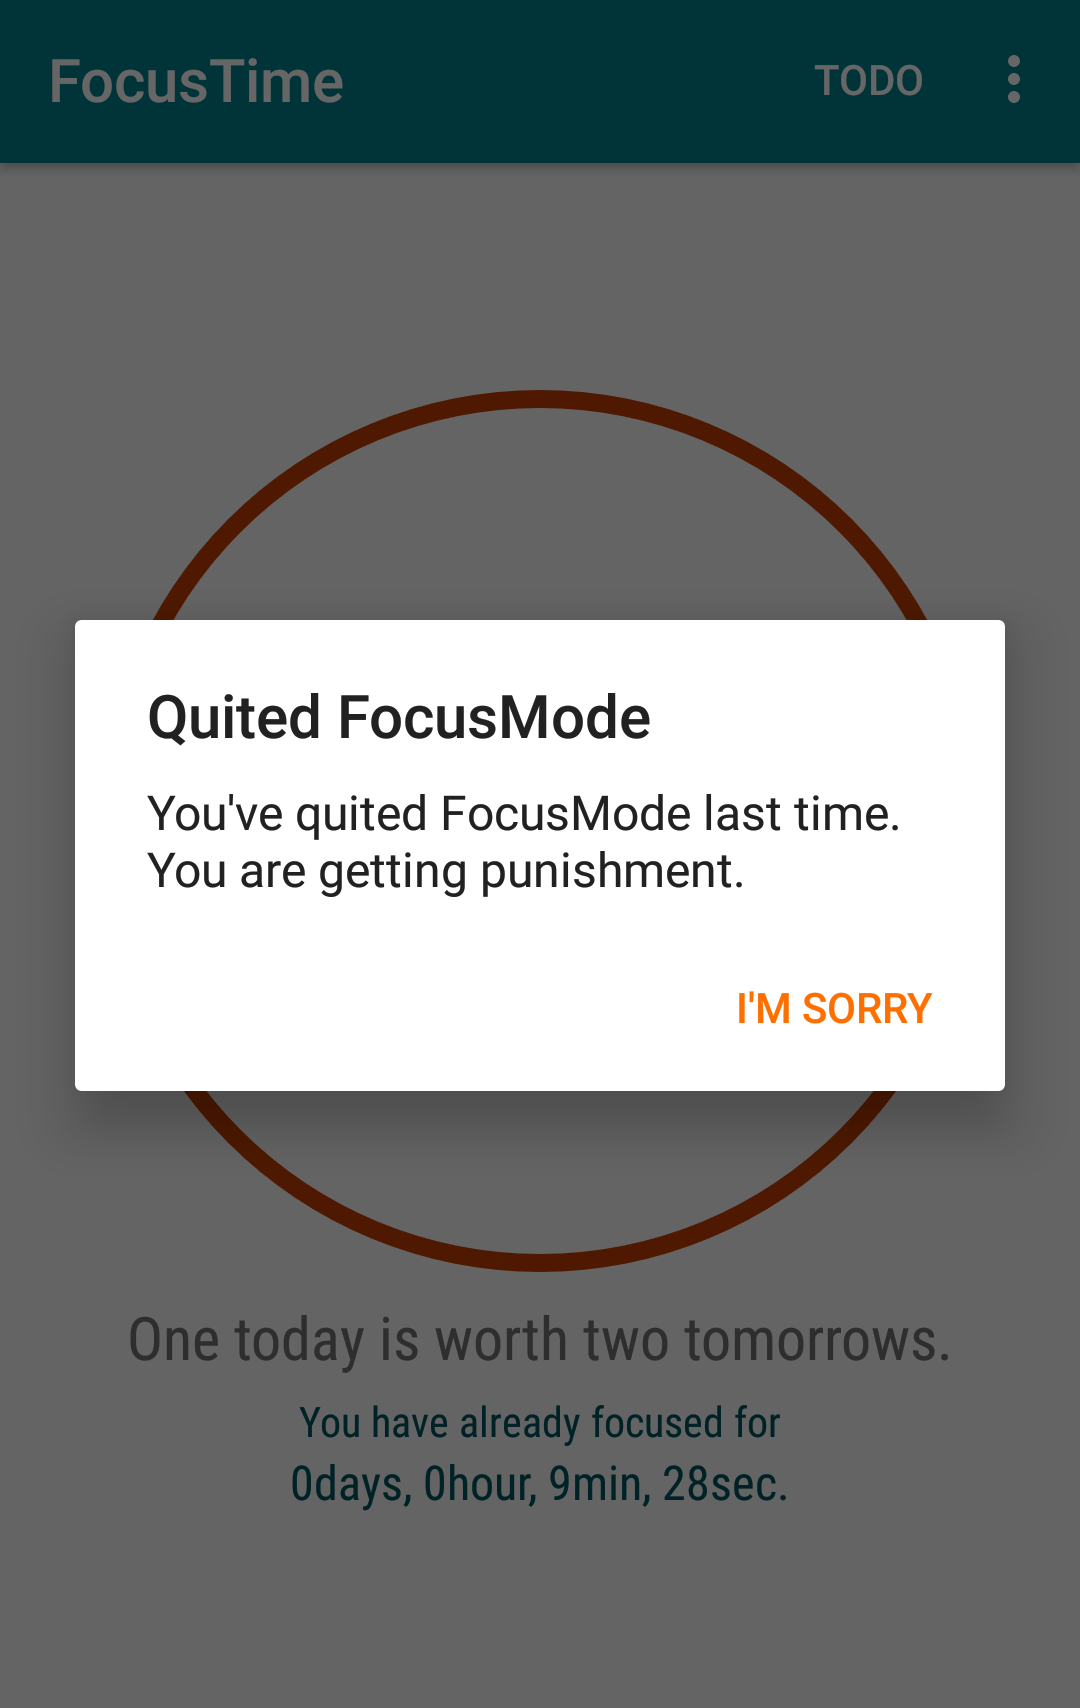 FocusTime
TODO
Quited FocusMode
You've quited FocusMode last time.
You are getting punishment.
I'M SORRY
One today is worth two tomorrows.
You have already focused for
0days, 0hour, 9min, 28sec.